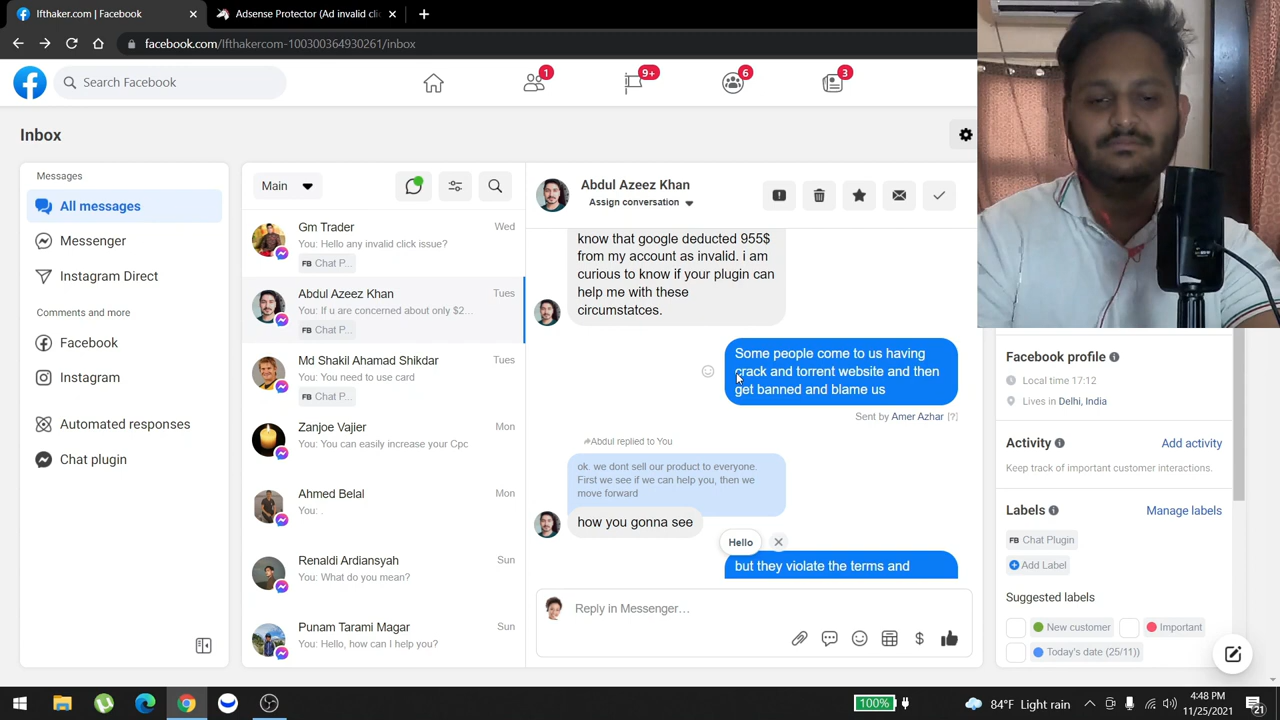 Ifthaker.com | Facebook
Adsense Protector (Ad invalid cli
facebook.com/Ifthakercom-100300364930261/inbox
Search Facebook
1
9+
6
3
Inbox
Messages
All messages
Messenger
Instagram Direct
Comments and more
Facebook
Instagram
Automated responses
Chat plugin
Main
Gm Trader
Wed
You: Hello any invalid click issue?
FB Chat P...
Abdul Azeez Khan
Tues
You: If u are concerned about only $2...
FB Chat P...
Md Shakil Ahamad Shikdar
Tues
You: You need to use card
FB Chat P...
Zanjoe Vajier
Mon
You: You can easily increase your Cpc
Ahmed Belal
Mon
You: .
Renaldi Ardiansyah
Sun
You: What do you mean?
Punam Tarami Magar
Sun
You: Hello, how can I help you?
Abdul Azeez Khan
Assign conversation
know that google deducted 955$
from my account as invalid. i am
curious to know if your plugin can
help me with these
circumstatces.
Some people come to us having
crack and torrent website and then
get banned and blame us
Sent by Amer Azhar [?]
Abdul replied to You
ok. we dont sell our product to everyone.
First we see if we can help you, then we
move forward
how you gonna see
Hello
but they violate the terms and
Reply in Messenger…
$
Facebook profile
Local time 17:12
Lives in Delhi, India
Activity
Add activity
Keep track of important customer interactions.
Labels
Manage labels
FB Chat Plugin
Add Label
Suggested labels
New customer
Important
Today's date (25/11))
100%
84°F Light rain
4:48 PM
11/25/2021
21